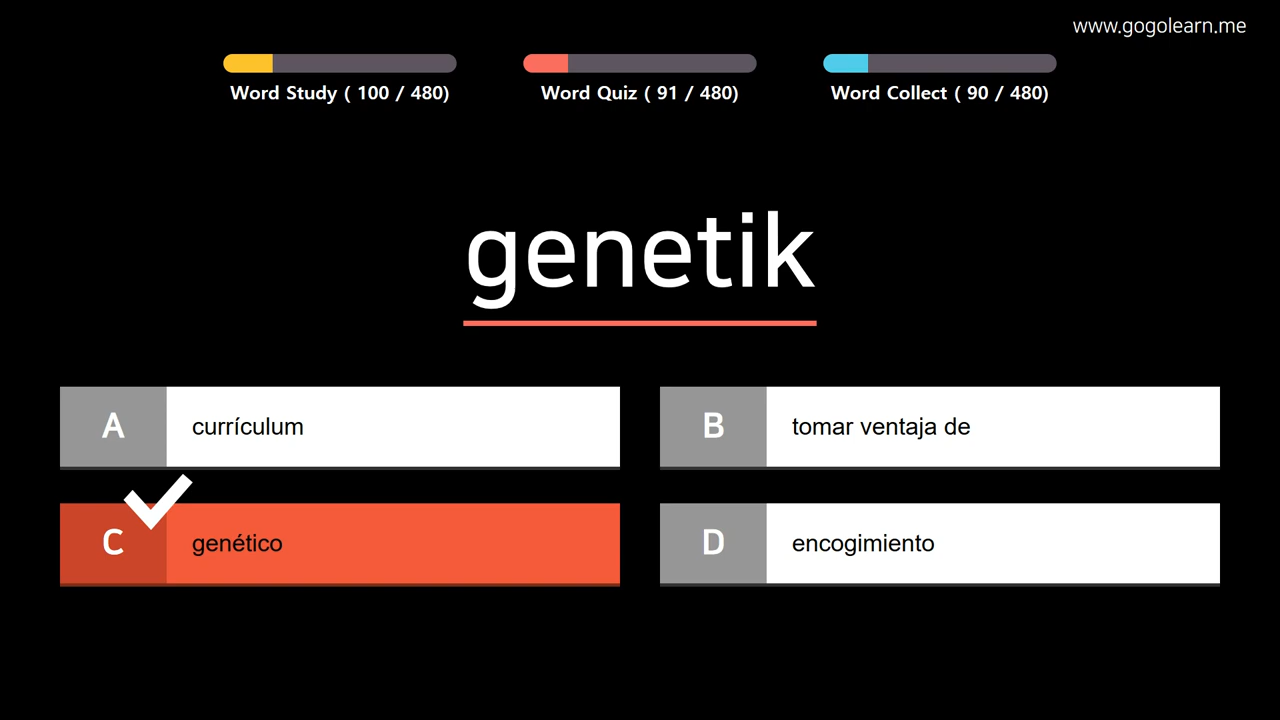 www.gogolearn.me
Word Study ( 100 / 480)
Word Quiz ( 91 / 480)
Word Collect ( 90 / 480)
genetik
A
currículum
B
tomar ventaja de
C
genético
D
encogimiento